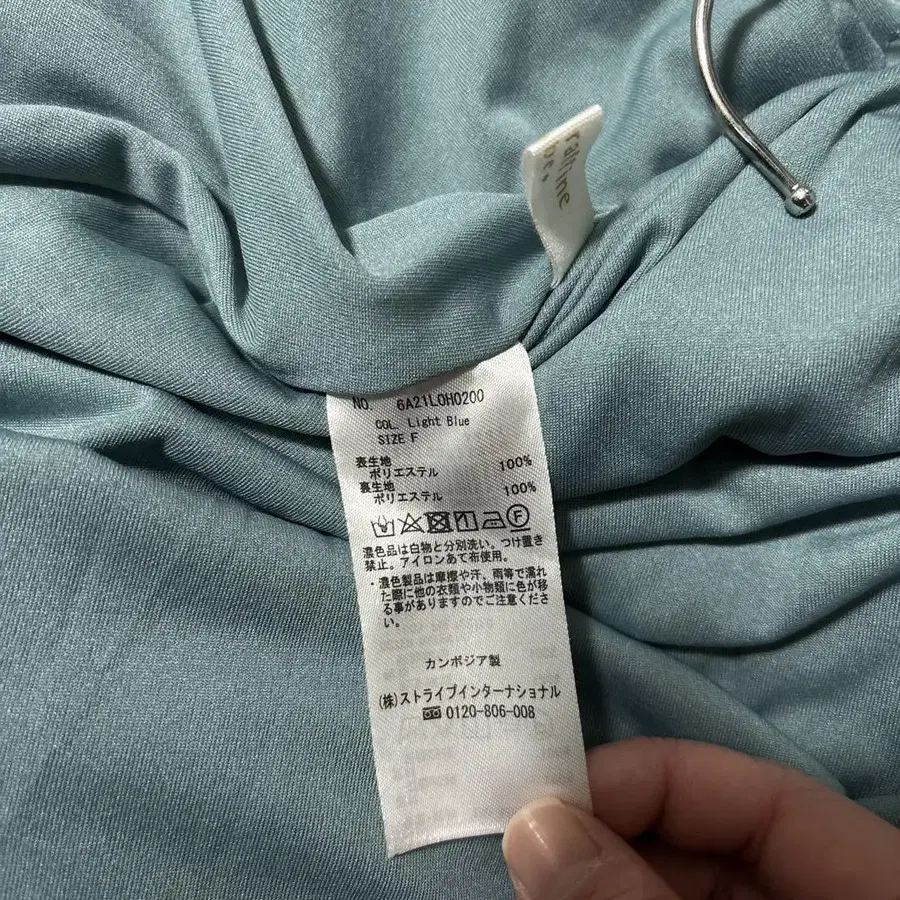 NO. 6A21L0H0200
COL. Light Blue
SIZE F
表生地
ポリエステル 100%
裏生地
ポリエステル 100%
F
濃色品は白物と分別洗い。つけ置き
禁止。アイロンあて布使用。
・濃色製品は摩擦や汗、雨等で濡れ
た際に他の衣類や小物類に色が移
る事がありますのでご注意くださ
い。
カンボジア製
(株)ストライプインターナショナル
0120-806-008